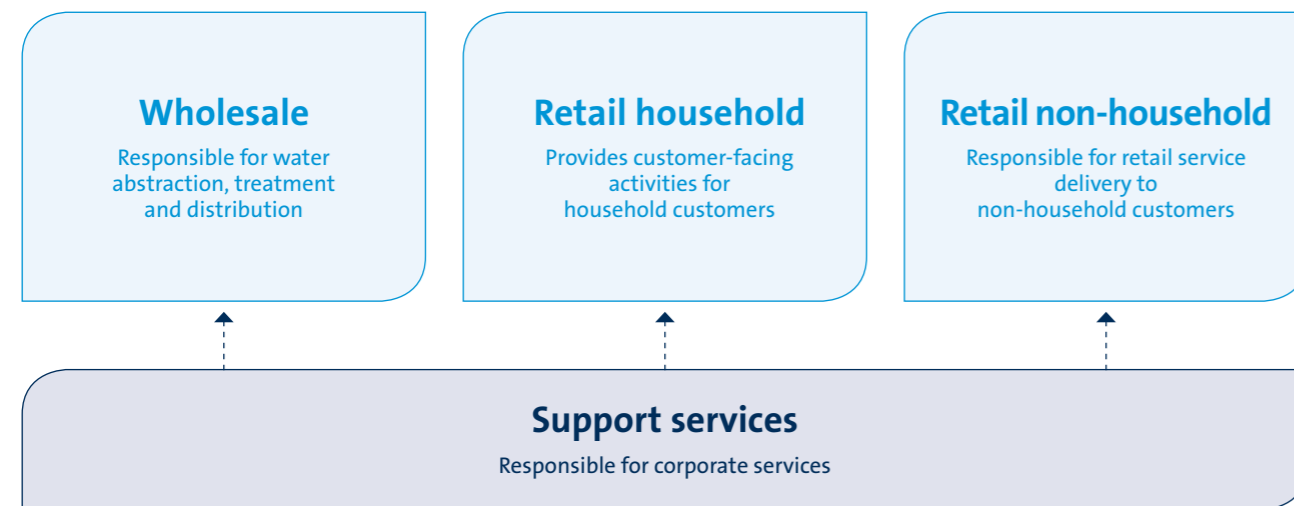 Wholesale
Responsible for water
abstraction, treatment
and distribution
Retail household
Provides customer-facing
activities for
household customers
Retail non-household
Responsible for retail service
delivery to
non-household customers
Support services
Responsible for corporate services